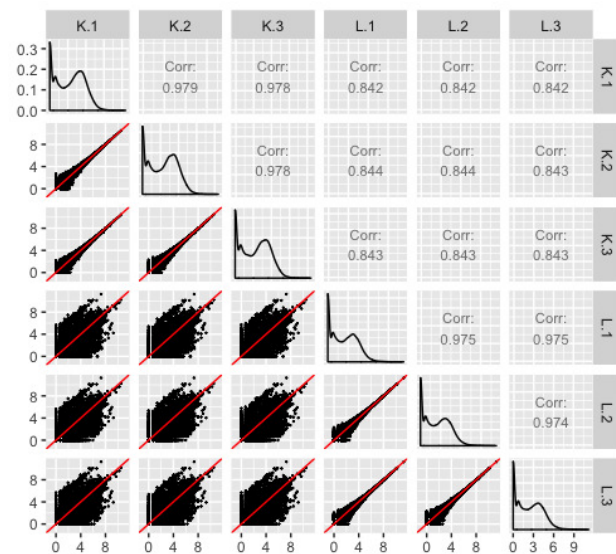 K.1 K.2 K.3 L.1 L.2 L.3
0.3
0.2
0.1
0.0
Corr:
0.979
Corr:
0.978
Corr:
0.842
Corr:
0.842
Corr:
0.842
K.1
8
4
0
Corr:
0.978
Corr:
0.844
Corr:
0.844
Corr:
0.843
K.2
8
4
0
Corr:
0.843
Corr:
0.843
Corr:
0.843
K.3
8
4
0
Corr:
0.975
Corr:
0.975
L.1
8
4
0
Corr:
0.974
L.2
8
4
0
L.3
0 4 8 0 4 8 0 4 8 0 4 8 0 4 8 0 3 6 9